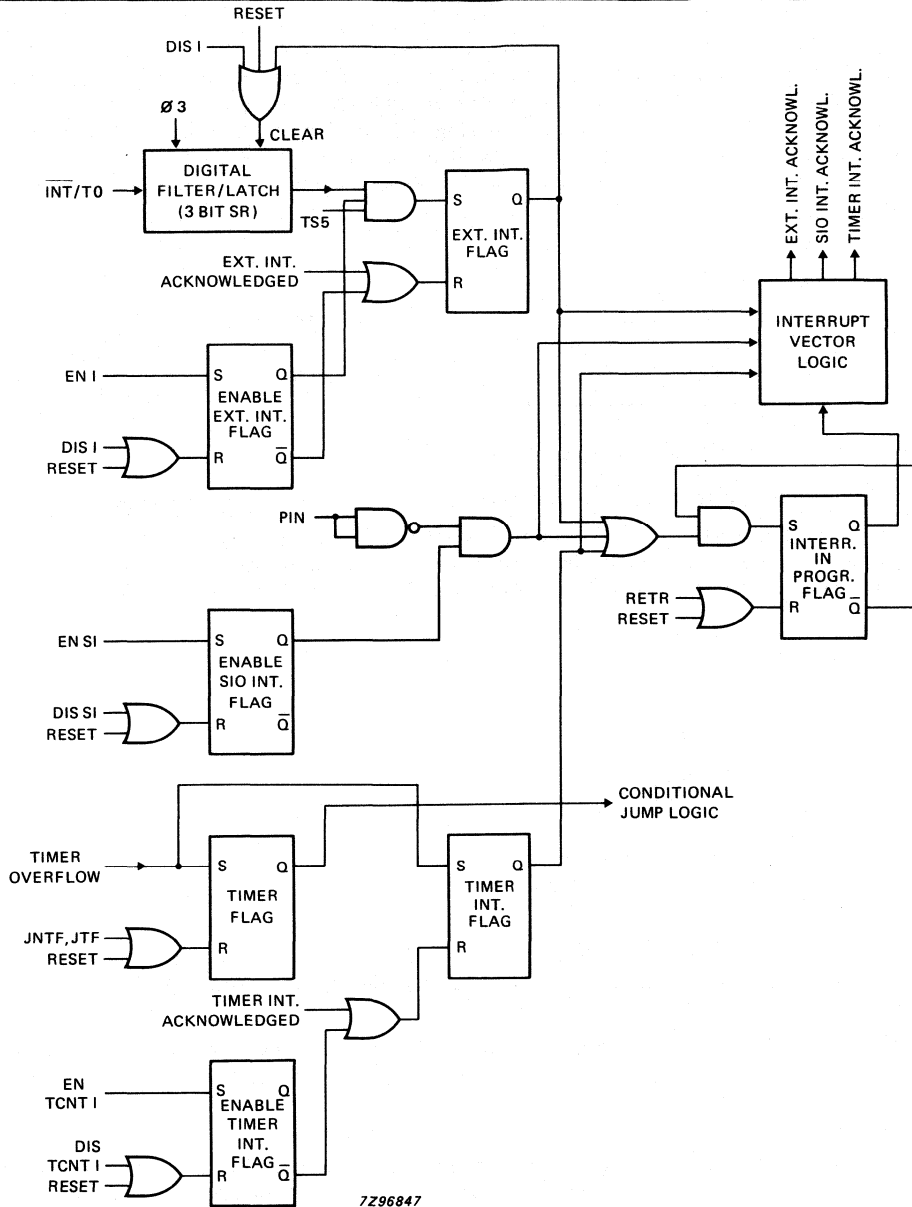 RESET
DIS I
Ø 3
CLEAR
INT/T0
DIGITAL
FILTER/LATCH
(3 BIT SR)
TS5
S Q
EXT. INT.
FLAG
R
EXT. INT.
ACKNOWLEDGED
EXT. INT. ACKNOWL.
SIO INT. ACKNOWL.
TIMER INT. ACKNOWL.
INTERRUPT
VECTOR
LOGIC
EN I
S Q
ENABLE
EXT. INT.
FLAG
R Q
DIS I
RESET
PIN
S Q
INTERR.
IN
PROGR.
FLAG
R Q
RETR
RESET
EN SI
S Q
ENABLE
SIO INT.
FLAG
R Q
DIS SI
RESET
CONDITIONAL
JUMP LOGIC
TIMER
OVERFLOW
S Q
TIMER
FLAG
R
JNTF, JTF
RESET
S Q
TIMER
INT.
FLAG
R
TIMER INT.
ACKNOWLEDGED
EN
TCNT I
S Q
ENABLE
TIMER
INT.
FLAG
R Q
DIS
TCNT I
RESET
7Z96847